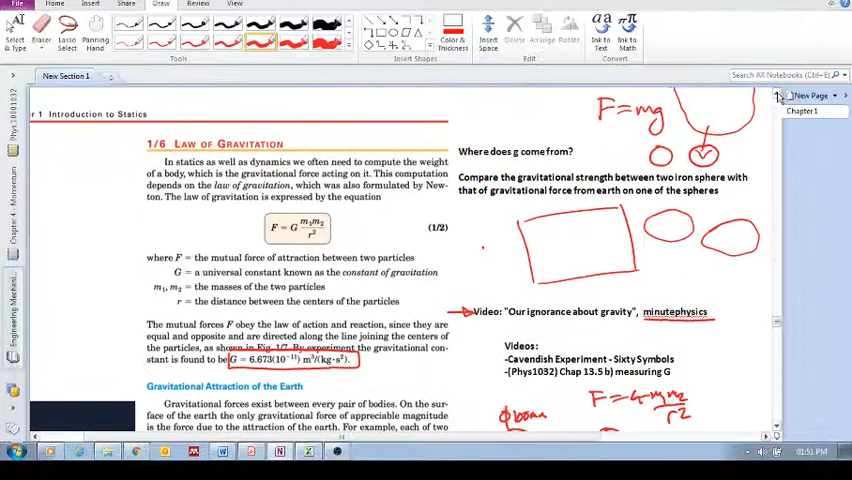 File Home Insert Draw Review View
Select & Type
Eraser
Lasso Select
Panning Hand
Color & Thickness
Insert Space
Delete
Arrange
Rotate
Ink to Text
Ink to Math
Tools
Insert Shapes
Edit
Convert
New Section 1
Search All Notebooks (Ctrl+E)
New Page
Chapter 1
Phys 1030/1032
Chapter 4: Momentum
r 1 Introduction to Statics
1/6 LAW OF GRAVITATION
In statics as well as dynamics we often need to compute the weight
of a body, which is the gravitational force acting on it. This computation
depends on the law of gravitation, which was also formulated by New-
ton. The law of gravitation is expressed by the equation
F = G m₁m₂ / r² (1/2)
where F = the mutual force of attraction between two particles
G = a universal constant known as the constant of gravitation
m₁, m₂ = the masses of the two particles
r = the distance between the centers of the particles
The mutual forces F obey the law of action and reaction, since they are
equal and opposite and are directed along the line joining the centers of
the particles, as shown in Fig. 1/7. By experiment the gravitational con-
stant is found to be G = 6.673(10⁻¹¹) m³/(kg·s²).
Gravitational Attraction of the Earth
Gravitational forces exist between every pair of bodies. On the sur-
face of the earth the only gravitational force of appreciable magnitude
is the force due to the attraction of the earth. For example, each of two
F = mg
Where does g come from?
Compare the gravitational strength between two iron sphere with
that of gravitational force from earth on one of the spheres
Video: "Our ignorance about gravity", minutephysics
Videos:
-Cavendish Experiment - Sixty Symbols
-(Phys1032) Chap 13.5 b) measuring G
F = G m₁m₂ / r²
ϕ100mm
01:51 PM